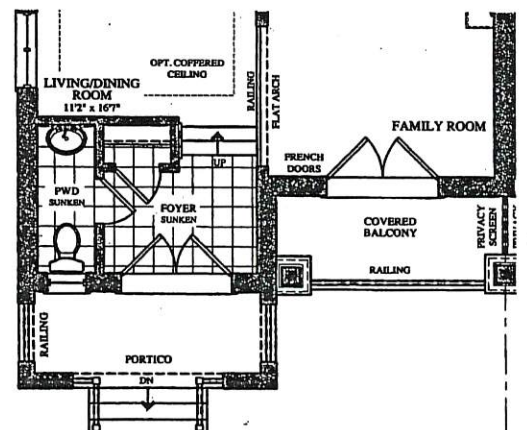 OPT. COFFERED
CEILING
LIVING/DINING
ROOM
11'2" x 16'7"
RAILING
FLAT ARCH
FAMILY ROOM
UP
FRENCH
DOORS
PWD
SUNKEN
FOYER
SUNKEN
COVERED
BALCONY
PRIVACY
SCREEN
RAILING
RAILING
PORTICO
DN